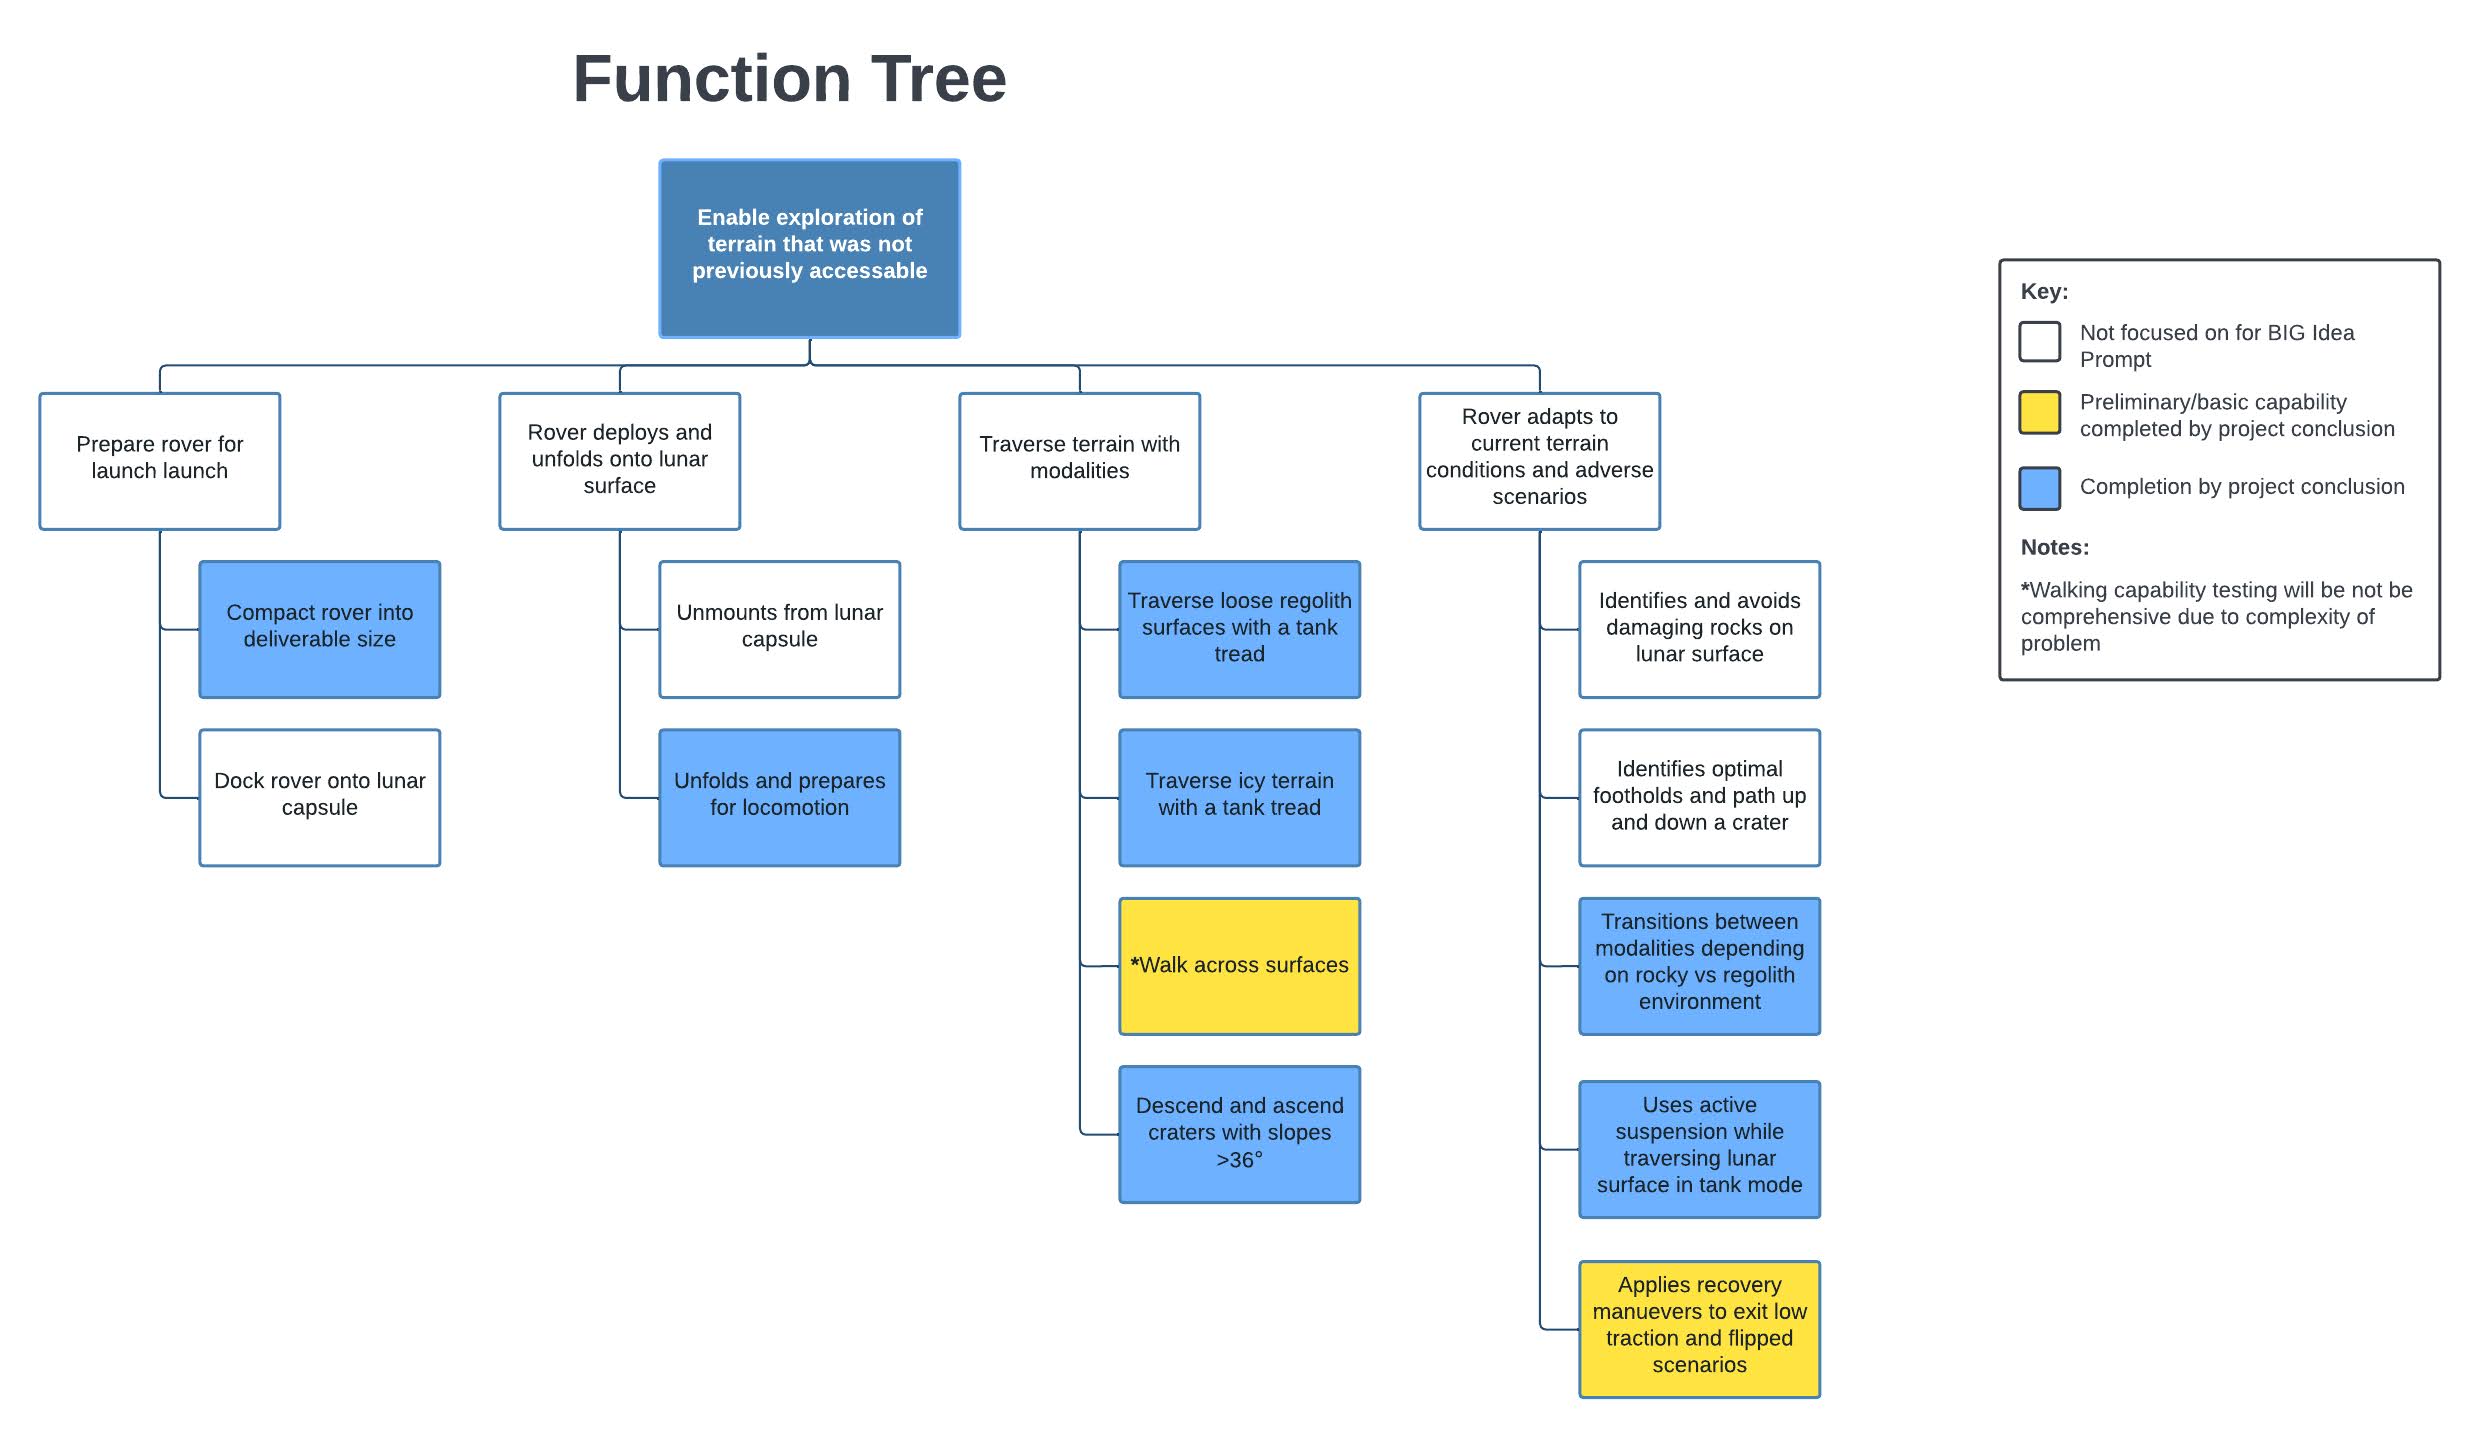 Function Tree
Enable exploration of
terrain that was not
previously accessable
Prepare rover for
launch launch
Compact rover into
deliverable size
Dock rover onto lunar
capsule
Rover deploys and
unfolds onto lunar
surface
Unmounts from lunar
capsule
Unfolds and prepares
for locomotion
Traverse terrain with
modalities
Traverse loose regolith
surfaces with a tank
tread
Traverse icy terrain
with a tank tread
*Walk across surfaces
Descend and ascend
craters with slopes
>36°
Rover adapts to
current terrain
conditions and adverse
scenarios
Identifies and avoids
damaging rocks on
lunar surface
Identifies optimal
footholds and path up
and down a crater
Transitions between
modalities depending
on rocky vs regolith
environment
Uses active
suspension while
traversing lunar
surface in tank mode
Applies recovery
manuevers to exit low
traction and flipped
scenarios
Key:
Not focused on for BIG Idea
Prompt
Preliminary/basic capability
completed by project conclusion
Completion by project conclusion
Notes:
*Walking capability testing will be not be
comprehensive due to complexity of
problem